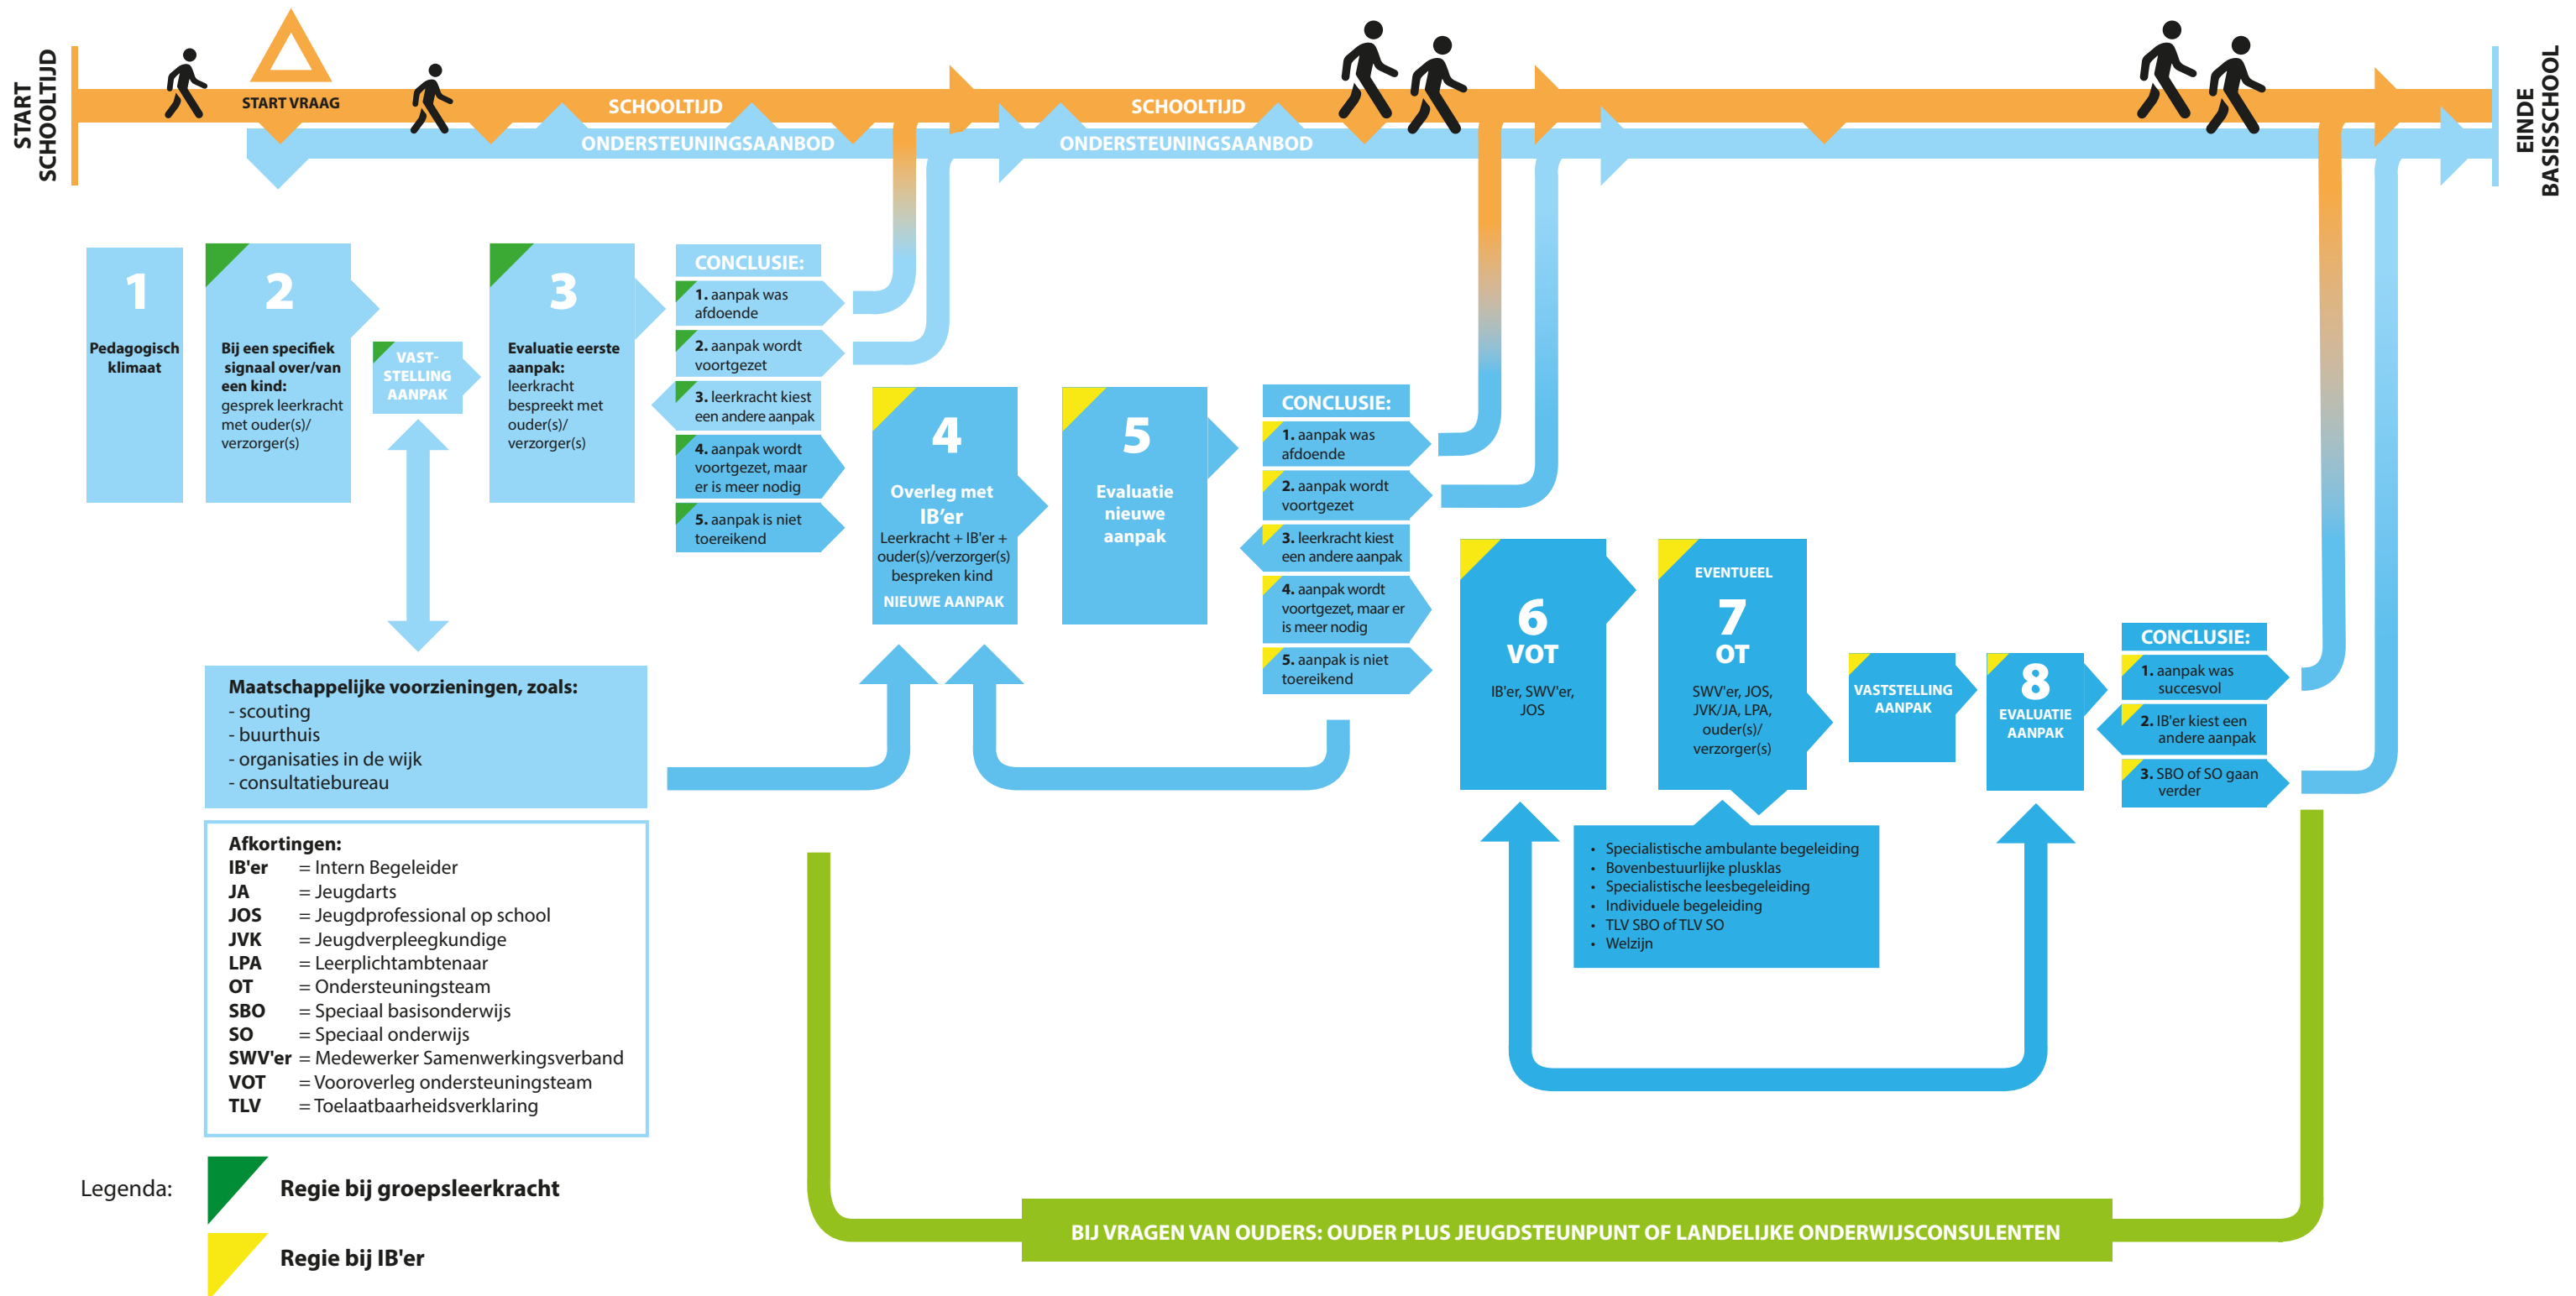 START
SCHOOLTIJD
START VRAAG
SCHOOLTIJD
SCHOOLTIJD
ONDERSTEUNINGSAANBOD
ONDERSTEUNINGSAANBOD
EINDE
BASISSCHOOL
1
Pedagogisch
klimaat
2
Bij een specifiek
signaal over/van
een kind:
gesprek leerkracht
met ouder(s)/
verzorger(s)
VAST-
STELLING
AANPAK
3
Evaluatie eerste
aanpak:
leerkracht
bespreekt met
ouder(s)/
verzorger(s)
CONCLUSIE:
1. aanpak was
afdoende
2. aanpak wordt
voortgezet
3. leerkracht kiest
een andere aanpak
4. aanpak wordt
voortgezet, maar
er is meer nodig
5. aanpak is niet
toereikend
4
Overleg met
IB’er
Leerkracht + IB'er +
ouder(s)/verzorger(s)
bespreken kind
NIEUWE AANPAK
5
Evaluatie
nieuwe
aanpak
CONCLUSIE:
1. aanpak was
afdoende
2. aanpak wordt
voortgezet
3. leerkracht kiest
een andere aanpak
4. aanpak wordt
voortgezet, maar er
is meer nodig
5. aanpak is niet
toereikend
6
VOT
IB'er, SWV'er,
JOS
EVENTUEEL
7
OT
SWV'er, JOS,
JVK/JA, LPA,
ouder(s)/
verzorger(s)
VASTSTELLING
AANPAK
8
EVALUATIE
AANPAK
CONCLUSIE:
1. aanpak was
succesvol
2. IB'er kiest een
andere aanpak
3. SBO of SO gaan
verder
• Specialistische ambulante begeleiding
• Bovenbestuurlijke plusklas
• Specialistische leesbegeleiding
• Individuele begeleiding
• TLV SBO of TLV SO
• Welzijn
Maatschappelijke voorzieningen, zoals:
- scouting
- buurthuis
- organisaties in de wijk
- consultatiebureau
Afkortingen:
IB'er = Intern Begeleider
JA = Jeugdarts
JOS = Jeugdprofessional op school
JVK = Jeugdverpleegkundige
LPA = Leerplichtambtenaar
OT = Ondersteuningsteam
SBO = Speciaal basisonderwijs
SO = Speciaal onderwijs
SWV'er = Medewerker Samenwerkingsverband
VOT = Vooroverleg ondersteuningsteam
TLV = Toelaatbaarheidsverklaring
Legenda:
Regie bij groepsleerkracht
Regie bij IB'er
BIJ VRAGEN VAN OUDERS: OUDER PLUS JEUGDSTEUNPUNT OF LANDELIJKE ONDERWIJSCONSULENTEN